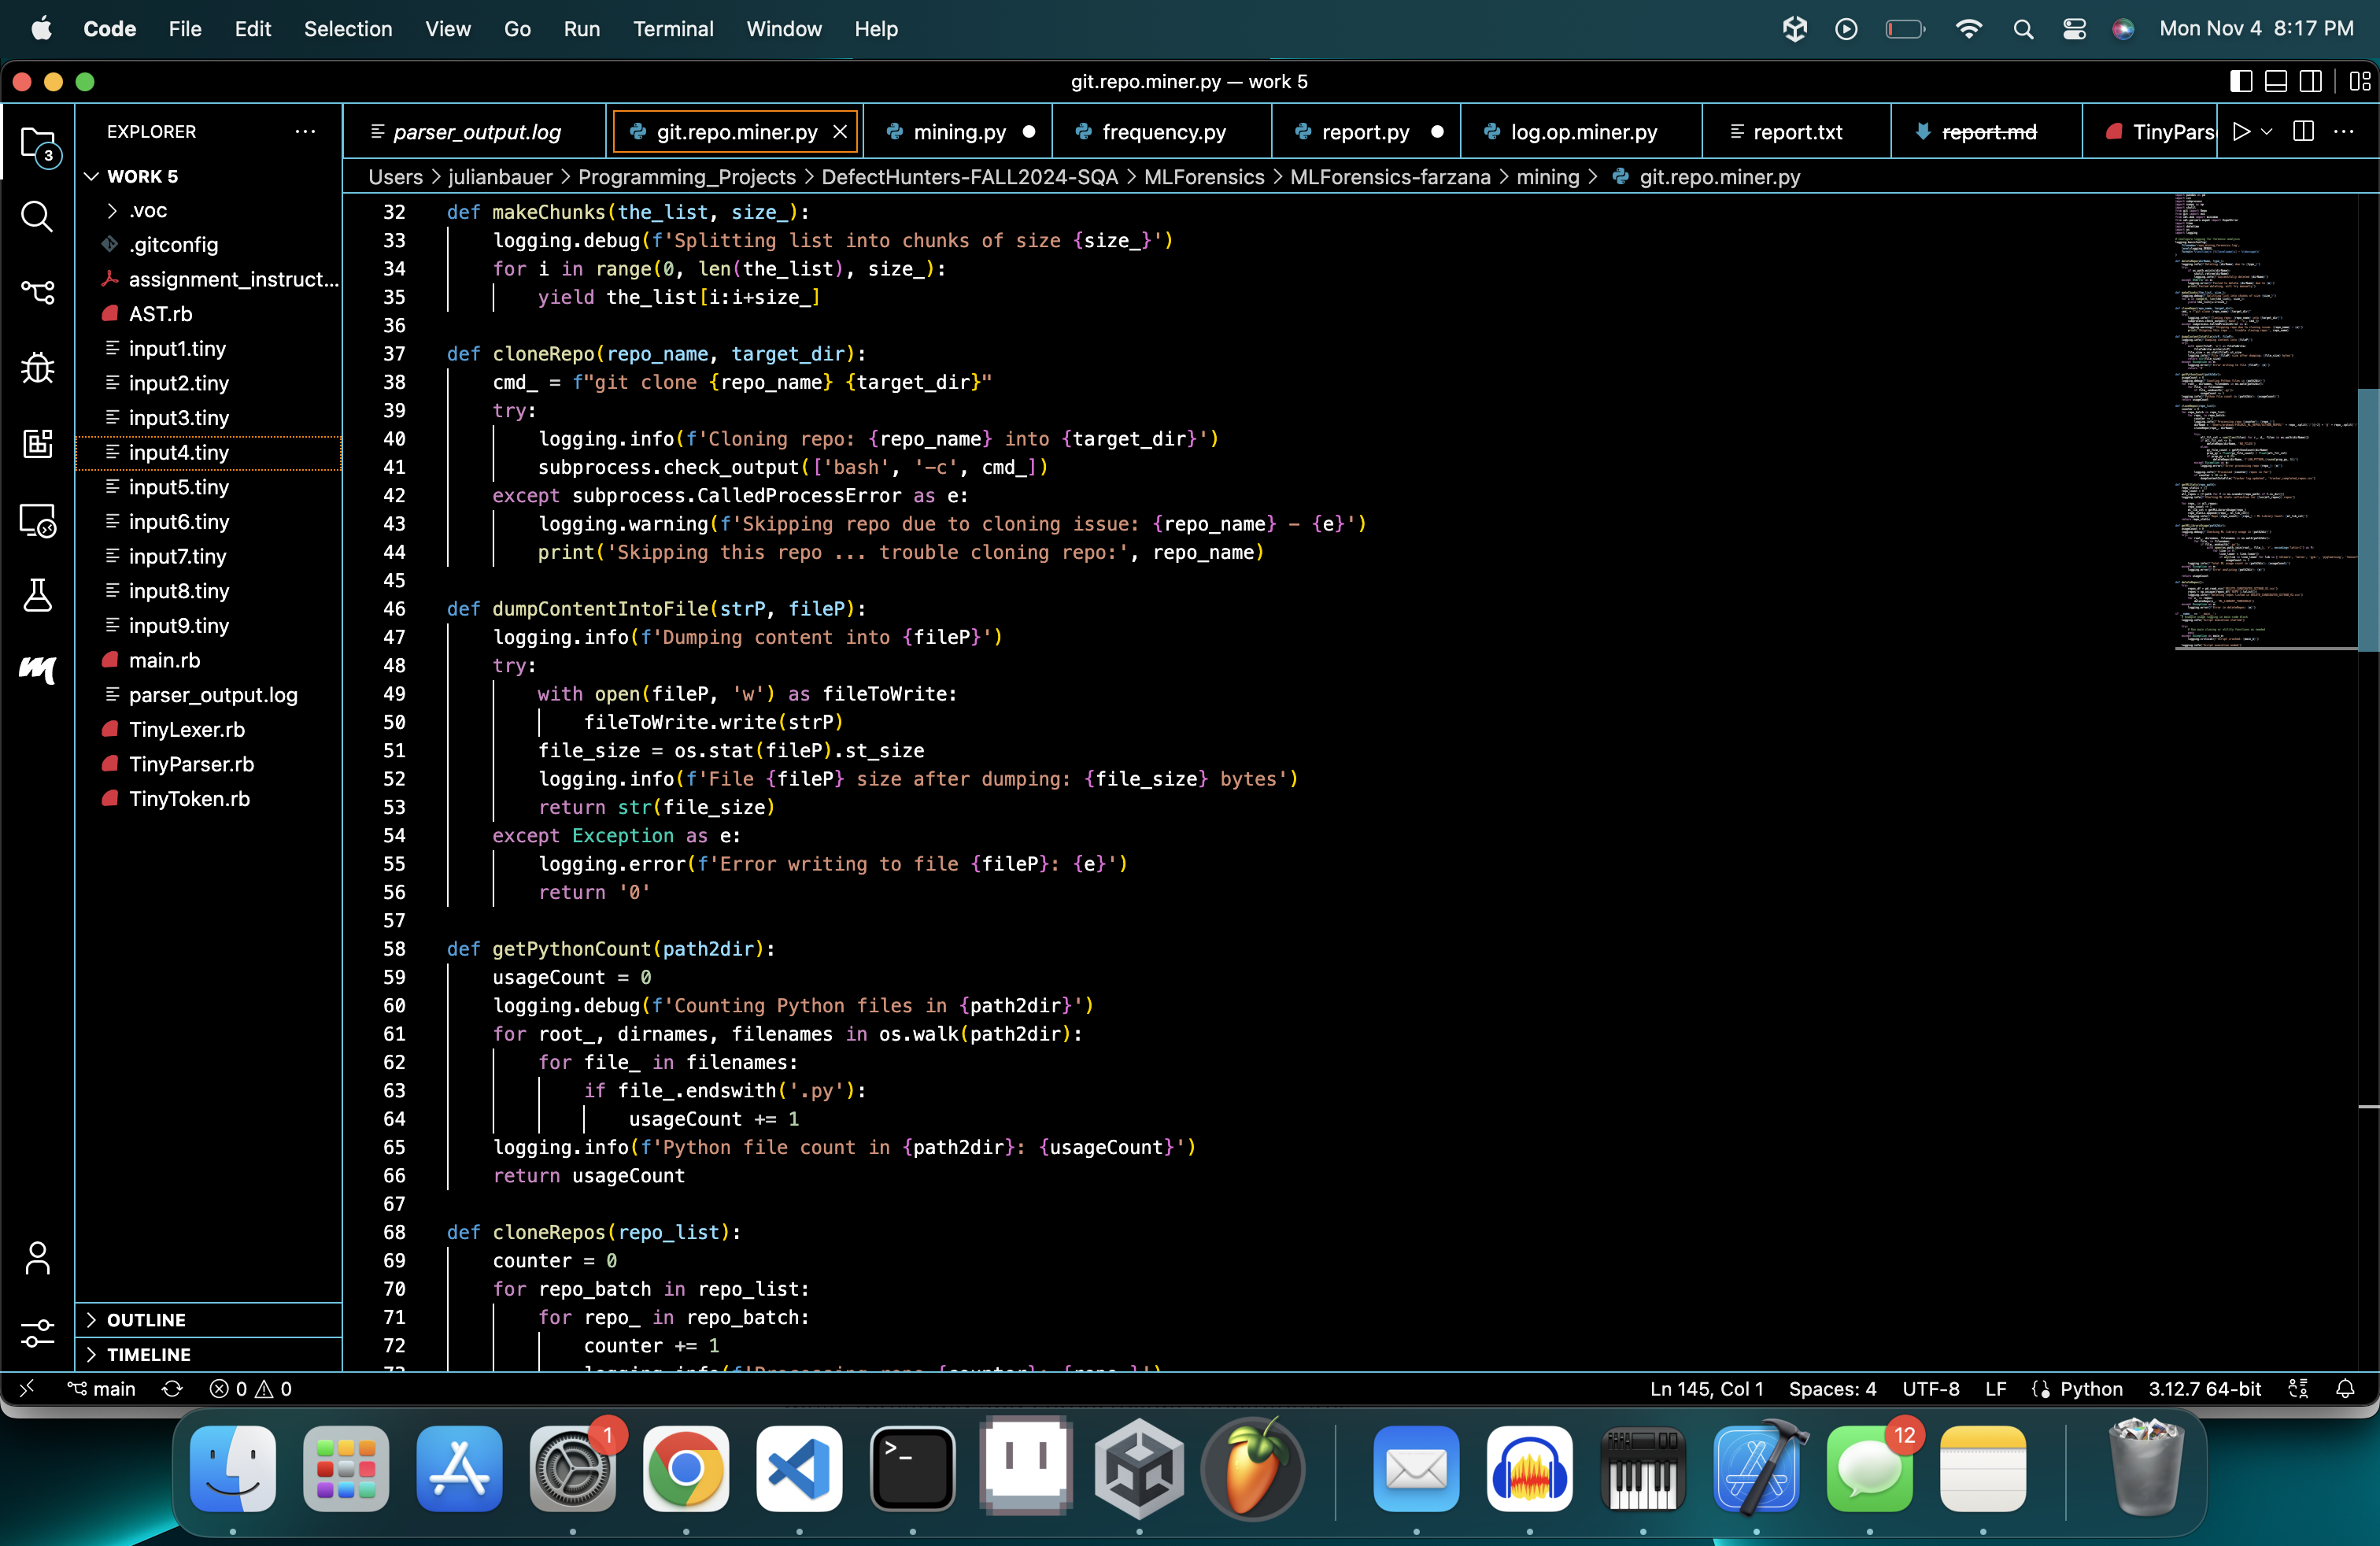 Code File Edit Selection View Go Run Terminal Window Help Mon Nov 4 8:17 PM
git.repo.miner.py — work 5
EXPLORER ···
parser_output.log git.repo.miner.py mining.py frequency.py report.py log.op.miner.py report.txt report.md TinyPars
Users > julianbauer > Programming_Projects > DefectHunters-FALL2024-SQA > MLForensics > MLForensics-farzana > mining > git.repo.miner.py
3
WORK 5
.voc
.gitconfig
assignment_instruct...
AST.rb
input1.tiny
input2.tiny
input3.tiny
input4.tiny
input5.tiny
input6.tiny
input7.tiny
input8.tiny
input9.tiny
main.rb
parser_output.log
TinyLexer.rb
TinyParser.rb
TinyToken.rb
OUTLINE
TIMELINE
32 def makeChunks(the_list, size_):
33 logging.debug(f'Splitting list into chunks of size {size_}')
34 for i in range(0, len(the_list), size_):
35 yield the_list[i:i+size_]
36
37 def cloneRepo(repo_name, target_dir):
38 cmd_ = f"git clone {repo_name} {target_dir}"
39 try:
40 logging.info(f'Cloning repo: {repo_name} into {target_dir}')
41 subprocess.check_output(['bash', '-c', cmd_])
42 except subprocess.CalledProcessError as e:
43 logging.warning(f'Skipping repo due to cloning issue: {repo_name} - {e}')
44 print('Skipping this repo ... trouble cloning repo:', repo_name)
45
46 def dumpContentIntoFile(strP, fileP):
47 logging.info(f'Dumping content into {fileP}')
48 try:
49 with open(fileP, 'w') as fileToWrite:
50 fileToWrite.write(strP)
51 file_size = os.stat(fileP).st_size
52 logging.info(f'File {fileP} size after dumping: {file_size} bytes')
53 return str(file_size)
54 except Exception as e:
55 logging.error(f'Error writing to file {fileP}: {e}')
56 return '0'
57
58 def getPythonCount(path2dir):
59 usageCount = 0
60 logging.debug(f'Counting Python files in {path2dir}')
61 for root_, dirnames, filenames in os.walk(path2dir):
62 for file_ in filenames:
63 if file_.endswith('.py'):
64 usageCount += 1
65 logging.info(f'Python file count in {path2dir}: {usageCount}')
66 return usageCount
67
68 def cloneRepos(repo_list):
69 counter = 0
70 for repo_batch in repo_list:
71 for repo_ in repo_batch:
72 counter += 1
main 0 0 Ln 145, Col 1 Spaces: 4 UTF-8 LF Python 3.12.7 64-bit
1 12